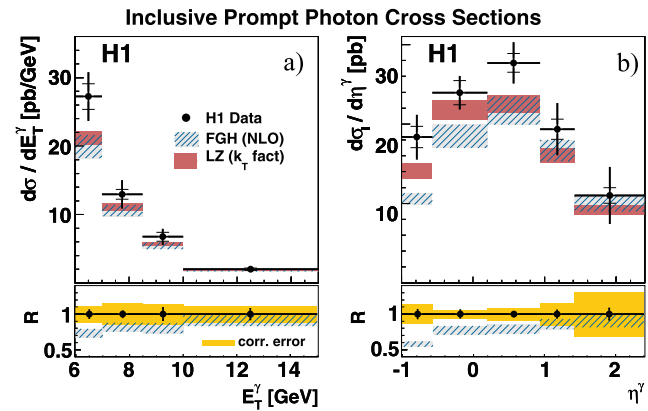 Inclusive Prompt Photon Cross Sections
H1
a)
dσ / dE_T^γ [pb/GeV]
30
20
10
H1 Data
FGH (NLO)
LZ (k_T fact)
R
1
0.5
corr. error
6 8 10 12 14
E_T^γ [GeV]
H1
b)
dσ / dη^γ [pb]
30
20
10
R
1
0.5
-1 0 1 2
η^γ